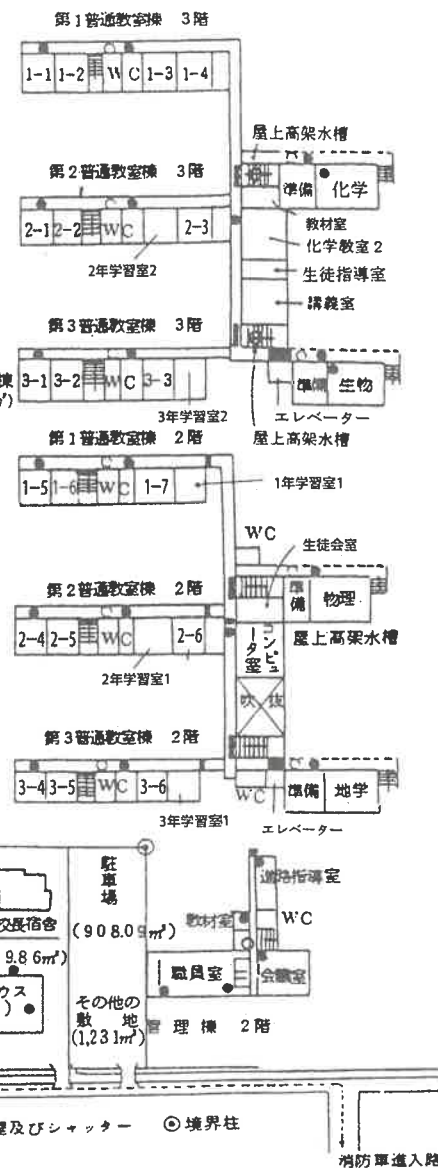 第1普通教室棟 3階
1-1 1-2 WC 1-3 1-4
屋上高架水槽
第2普通教室棟 3階
準備 化学
2-1 2-2 WC 2-3
教材室
化学教室2
2年学習室2
生徒指導室
講義室
第3普通教室棟 3階
3-1 3-2 WC 3-3
準備 生物
3年学習室2
エレベーター
第1普通教室棟 2階
屋上高架水槽
1-5 1-6 WC 1-7
1年学習室1
WC
生徒会室
第2普通教室棟 2階
準備 物理
2-4 2-5 WC 2-6
コンピュータ室
屋上高架水槽
2年学習室1
吹抜
第3普通教室棟 2階
3-4 3-5 WC 3-6
WC
準備 地学
3年学習室1
エレベーター
駐車場
進路指導室
教材室
WC
校長宿舎
(908.09㎡)
9.86㎡)
職員室
会議室
ウス
その他の敷地
(1,231㎡)
管理棟 2階
及びシャッター
◎境界柱
消防車進入路